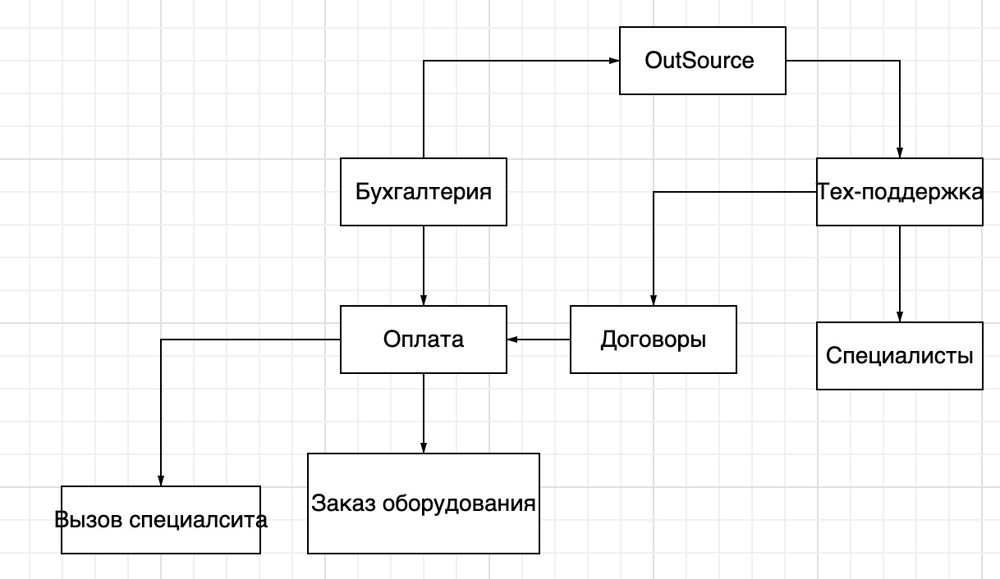 OutSource
Бухгалтерия
Тех-поддержка
Оплата
Договоры
Специалисты
Вызов специалсита
Заказ оборудования